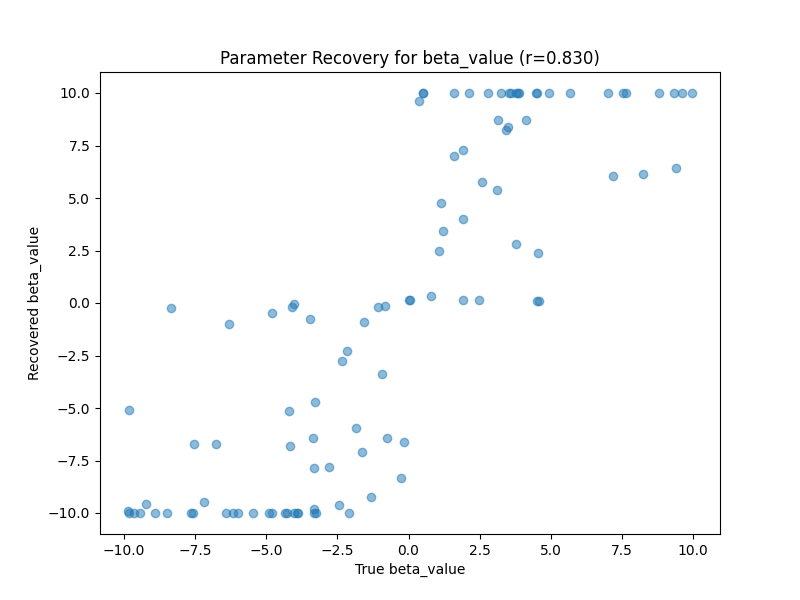 Parameter Recovery for beta_value (r=0.830)
10.0
7.5
5.0
2.5
0.0
−2.5
−5.0
−7.5
−10.0
Recovered beta_value
−10.0 −7.5 −5.0 −2.5 0.0 2.5 5.0 7.5 10.0
True beta_value